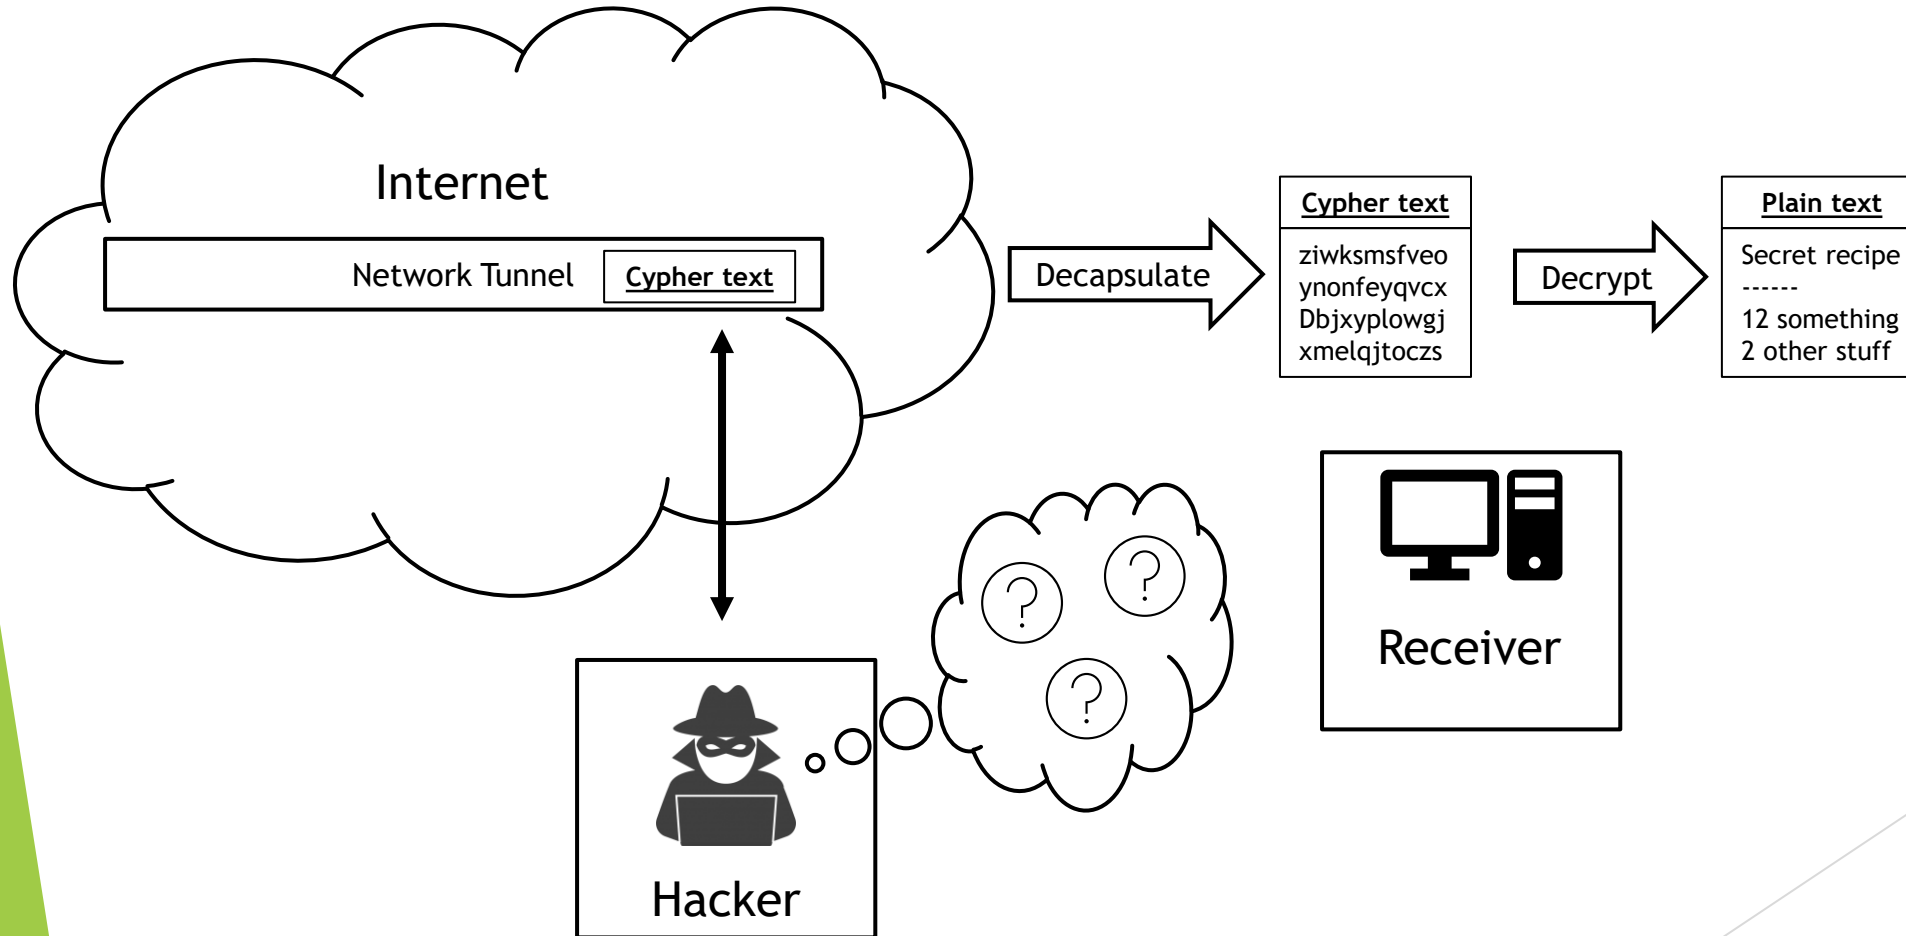 Internet
Network Tunnel
Cypher text
Decapsulate
Cypher text
ziwksmsfveo
ynonfeyqvcx
Dbjxyplowgj
xmelqjtoczs
Decrypt
Plain text
Secret recipe
------
12 something
2 other stuff
?
?
?
Receiver
Hacker